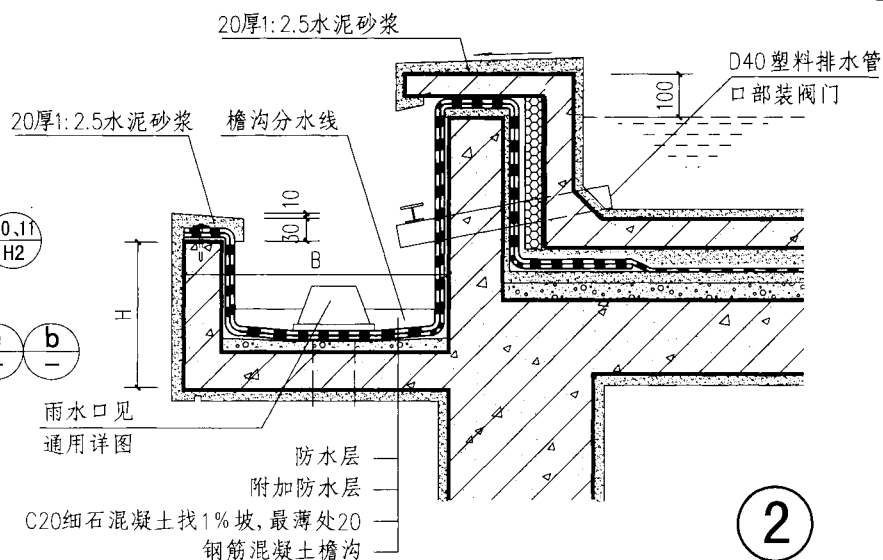 20厚1:2.5水泥砂浆
D40塑料排水管
口部装阀门
100
20厚1:2.5水泥砂浆
檐沟分水线
10
30
B
0、11
H2
H
b
雨水口见
通用详图
防水层
附加防水层
C20细石混凝土找1%坡,最薄处20
钢筋混凝土檐沟
2